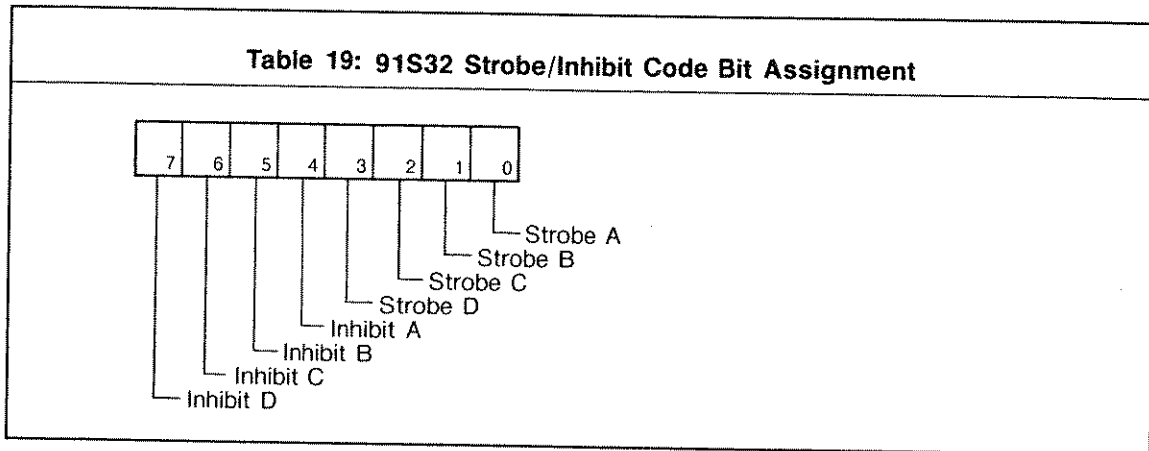 Table 19: 91S32 Strobe/Inhibit Code Bit Assignment
7 6 5 4 3 2 1 0
Strobe A
Strobe B
Strobe C
Strobe D
Inhibit A
Inhibit B
Inhibit C
Inhibit D